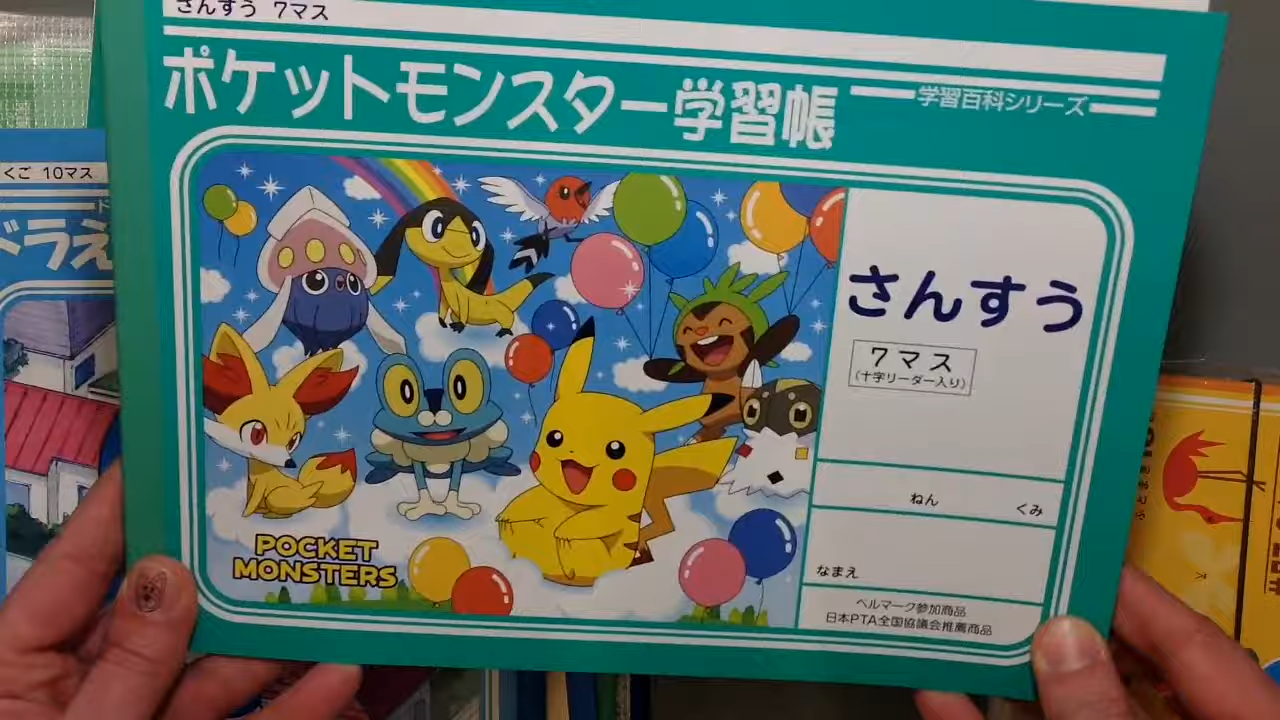 さんすう 7マス
ポケットモンスター学習帳
学習百科シリーズ
くご 10マス
ドラえ
さんすう
7マス
(十字リーダー入り)
ねん くみ
なまえ
POCKET
MONSTERS
ベルマーク参加商品
日本PTA全国協議会推薦商品